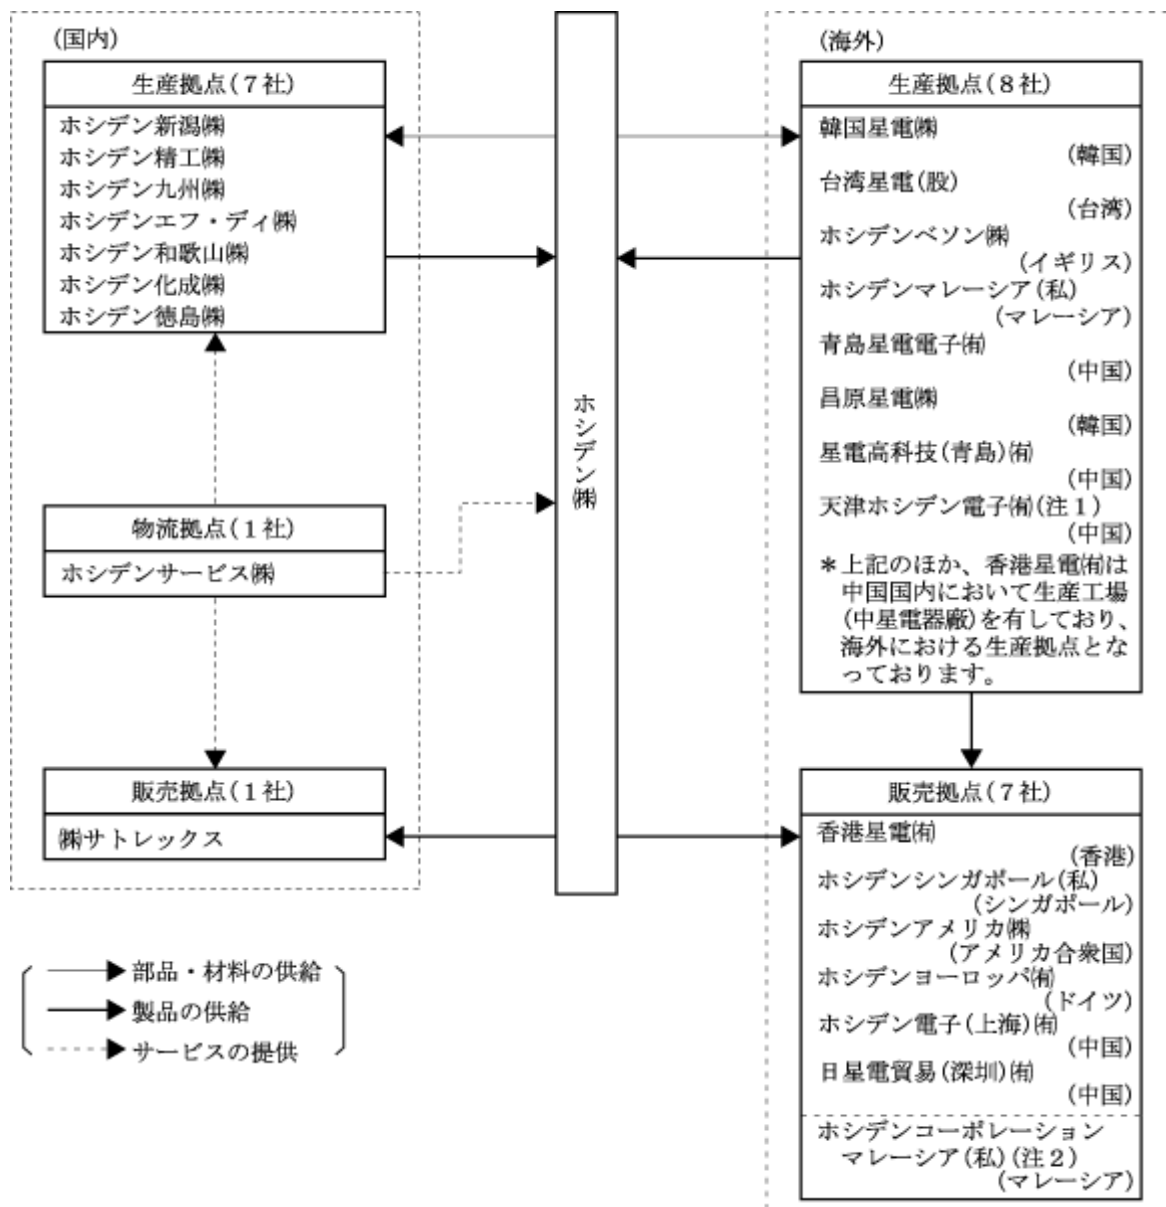 (国内)
生産拠点(7社)
ホシデン新潟㈱
ホシデン精工㈱
ホシデン九州㈱
ホシデンエフ・ディ㈱
ホシデン和歌山㈱
ホシデン化成㈱
ホシデン徳島㈱
物流拠点(1社)
ホシデンサービス㈱
販売拠点(1社)
㈱サトレックス
ホシデン㈱
(海外)
生産拠点(8社)
韓国星電㈱
(韓国)
台湾星電(股)
(台湾)
ホシデンベソン㈱
(イギリス)
ホシデンマレーシア(私)
(マレーシア)
青島星電電子㈲
(中国)
昌原星電㈱
(韓国)
星電高科技(青島)㈲
(中国)
天津ホシデン電子㈲(注1)
(中国)
*上記のほか、香港星電㈲は
中国国内において生産工場
(中星電器廠)を有しており、
海外における生産拠点とな
っております。
販売拠点(7社)
香港星電㈲
(香港)
ホシデンシンガポール(私)
(シンガポール)
ホシデンアメリカ㈱
(アメリカ合衆国)
ホシデンヨーロッパ㈲
(ドイツ)
ホシデン電子(上海)㈲
(中国)
日星電貿易(深圳)㈲
(中国)
ホシデンコーポレーション
マレーシア(私)(注2)
(マレーシア)
部品・材料の供給
製品の供給
サービスの提供